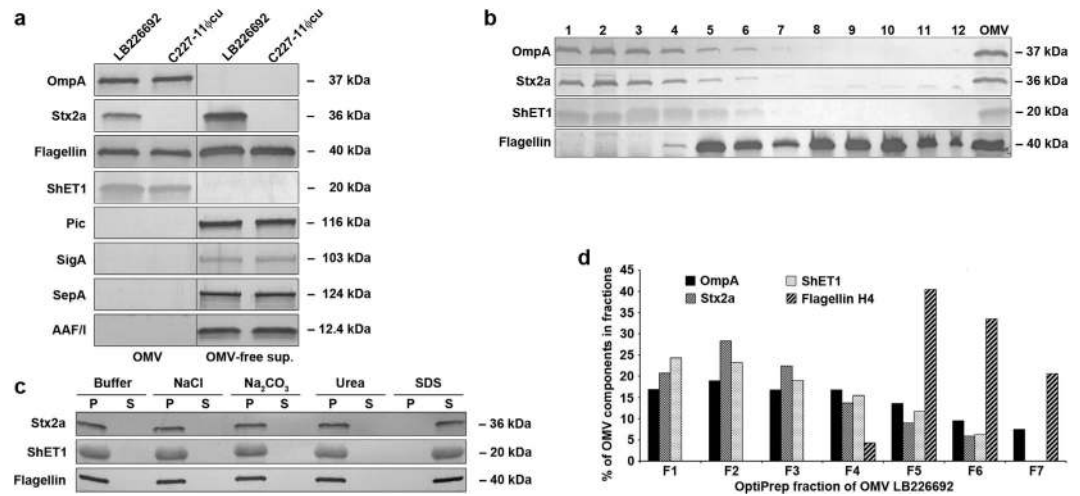 a
LB226692 C227-11ϕcu LB226692 C227-11ϕcu
OmpA – 37 kDa
Stx2a – 36 kDa
Flagellin – 40 kDa
ShET1 – 20 kDa
Pic – 116 kDa
SigA – 103 kDa
SepA – 124 kDa
AAF/I – 12.4 kDa
OMV OMV-free sup.
b
1 2 3 4 5 6 7 8 9 10 11 12 OMV
OmpA – 37 kDa
Stx2a – 36 kDa
ShET1 – 20 kDa
Flagellin – 40 kDa
c
Buffer NaCl Na₂CO₃ Urea SDS
P S P S P S P S P S
Stx2a – 36 kDa
ShET1 – 20 kDa
Flagellin – 40 kDa
d
% of OMV components in fractions
45
40
35
30
25
20
15
10
5
0
OmpA ShET1
Stx2a Flagellin H4
F1 F2 F3 F4 F5 F6 F7
OptiPrep fraction of OMV LB226692